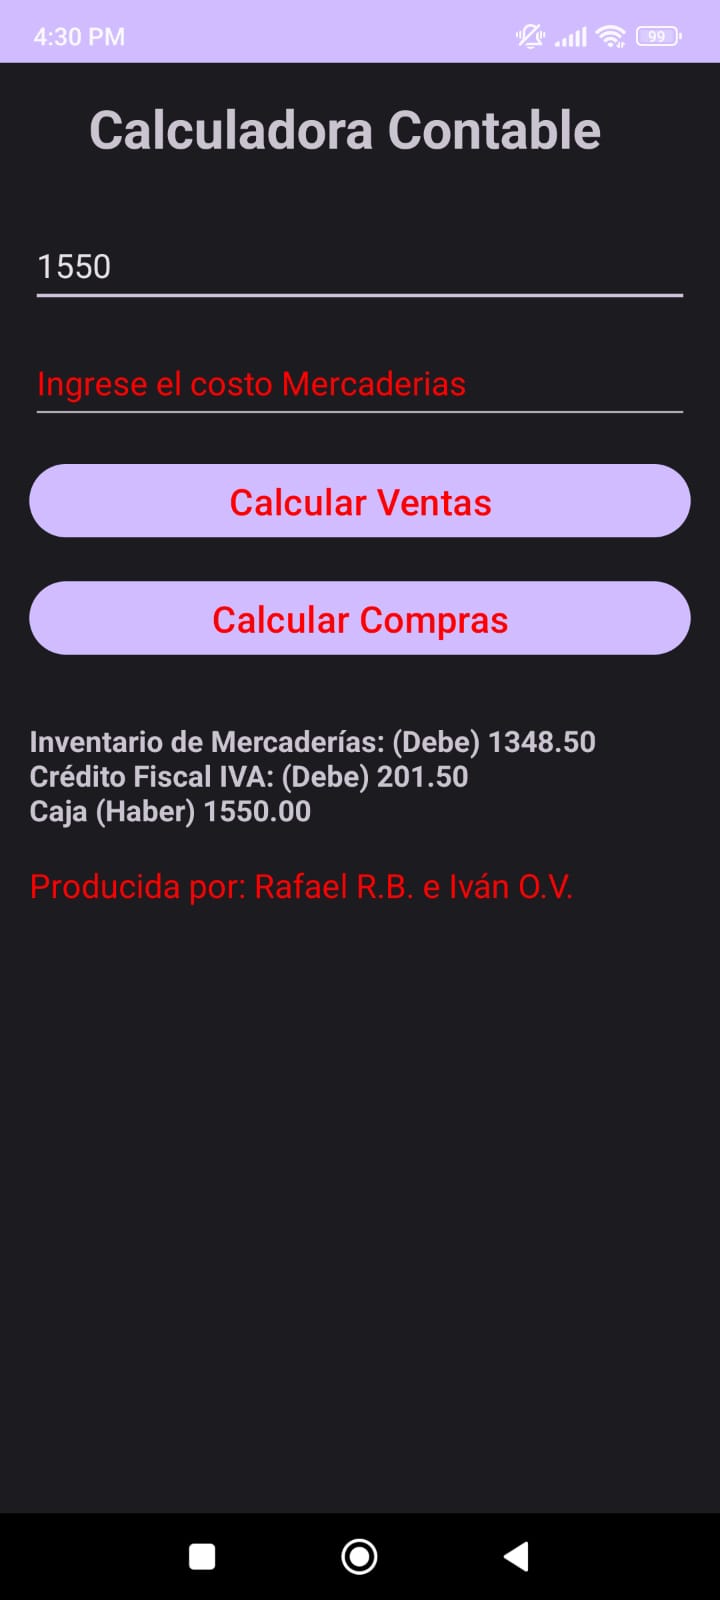 4:30 PM
99
Calculadora Contable
1550
Ingrese el costo Mercaderias
Calcular Ventas
Calcular Compras
Inventario de Mercaderías: (Debe) 1348.50
Crédito Fiscal IVA: (Debe) 201.50
Caja (Haber) 1550.00
Producida por: Rafael R.B. e Iván O.V.